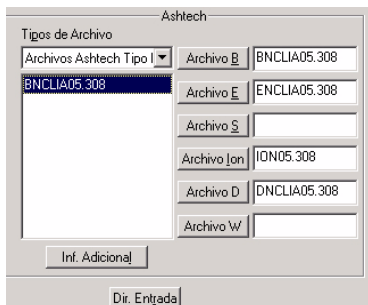 Ashtech
Tipos de Archivo
Archivos Ashtech Tipo I
BNCLIA05.308
Archivo B BNCLIA05.308
Archivo E ENCLIA05.308
Archivo S
Archivo Ion ION05.308
Archivo D DNCLIA05.308
Archivo W
Inf. Adicional
Dir. Entrada